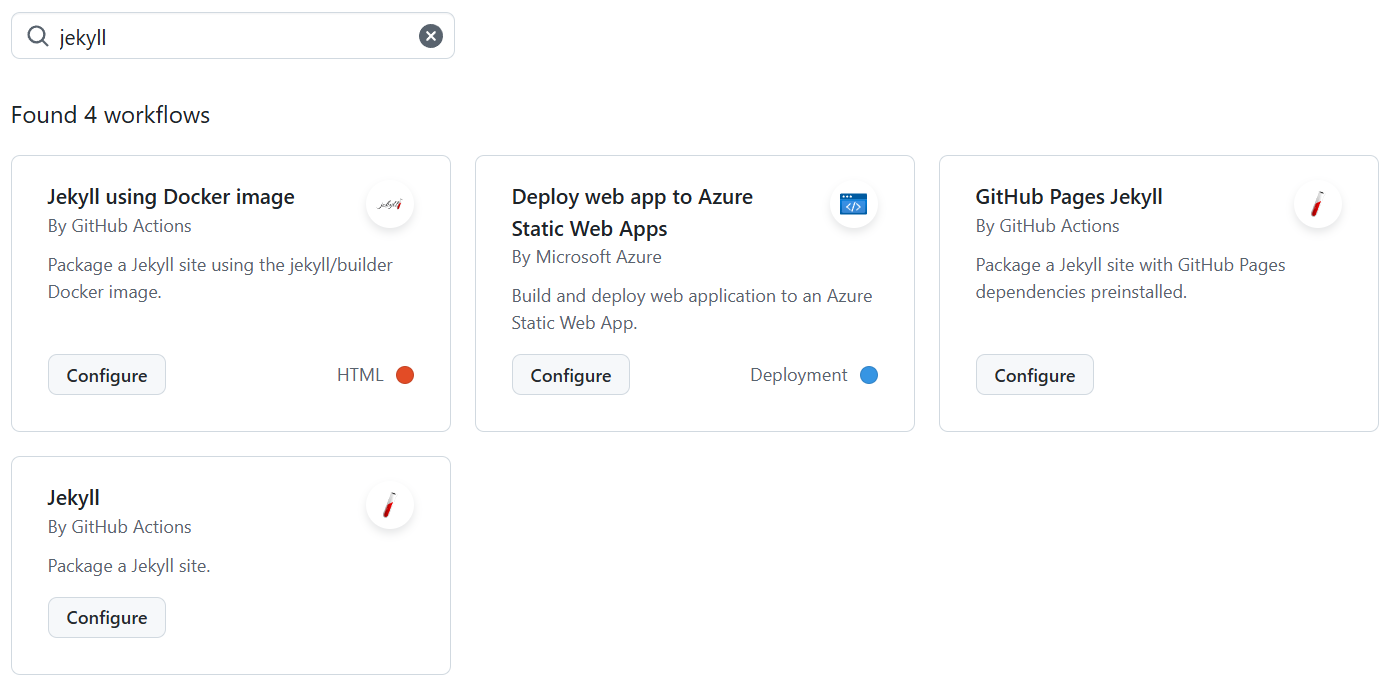 jekyll
Found 4 workflows
Jekyll using Docker image
By GitHub Actions
Package a Jekyll site using the jekyll/builder
Docker image.
Configure
HTML
jekyll
Deploy web app to Azure
Static Web Apps
By Microsoft Azure
Build and deploy web application to an Azure
Static Web App.
Configure
Deployment
GitHub Pages Jekyll
By GitHub Actions
Package a Jekyll site with GitHub Pages
dependencies preinstalled.
Configure
Jekyll
By GitHub Actions
Package a Jekyll site.
Configure